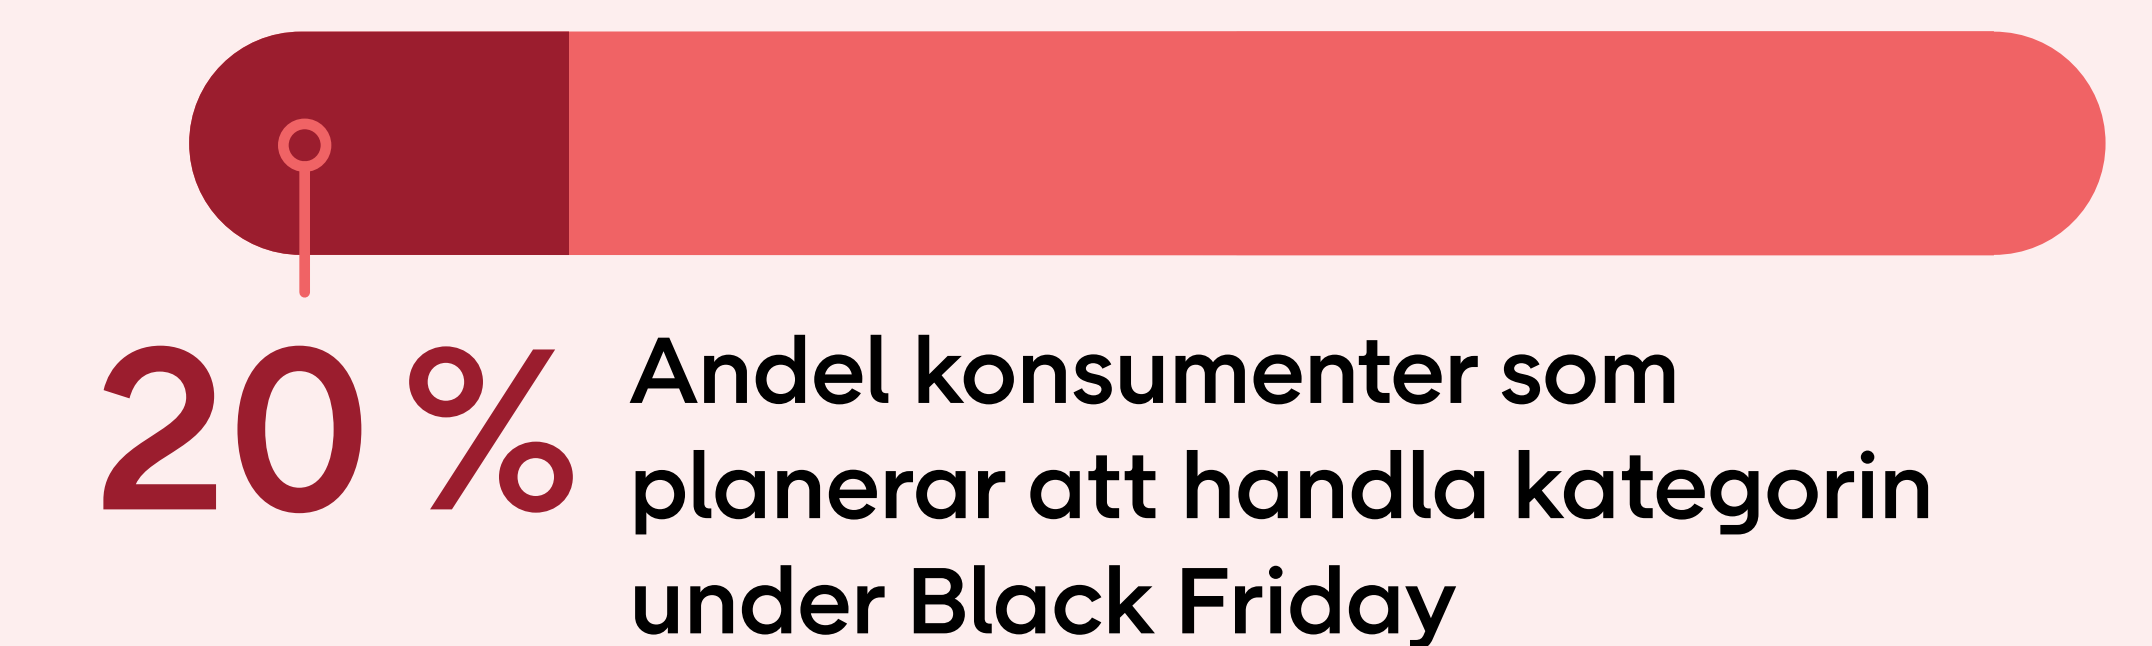 20 %
Andel konsumenter som
planerar att handla kategorin
under Black Friday